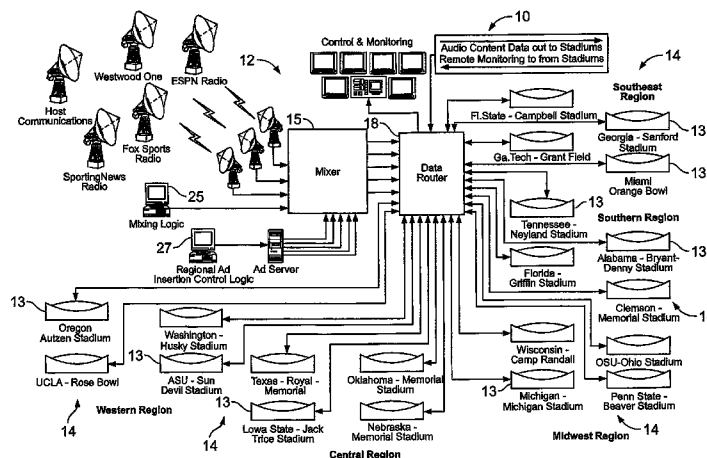 10
Audio Content Data out to Stadiums
Remote Monitoring to from Stadiums
ESPN Radio
Westwood One
Host
Communications
Fox Sports
Radio
SportingNews
Radio
12
Control & Monitoring
14
Southeast
Region
15
Mixer
18
Data
Router
25
Mixing Logic
27
Regional Ad
Insertion Control Logic
Ad Server
Fl.State - Campbell Stadium
13
Georgia - Sanford
Stadium
Ga.Tech - Grant Field
13
Miami
Orange Bowl
13
Tennessee -
Neyland Stadium
Southern Region
13
Alabama - Bryant-
Denny Stadium
Florida -
Griffin Stadium
Clemson -
Memorial Stadium
1
13
Oregon
Autzen Stadium
Washington -
Husky Stadium
Wisconsin -
Camp Randall
OSU-Ohio Stadium
UCLA - Rose Bowl
13
ASU - Sun
Devil Stadium
Texas - Royal -
Memorial
Oklahoma - Memorial
Stadium
13
Michigan -
Michigan Stadium
Penn State -
Beaver Stadium
14
Western Region
14
13
Lowa State - Jack
Trice Stadium
Nebraska -
Memorial Stadium
Midwest Region
14
Central Region